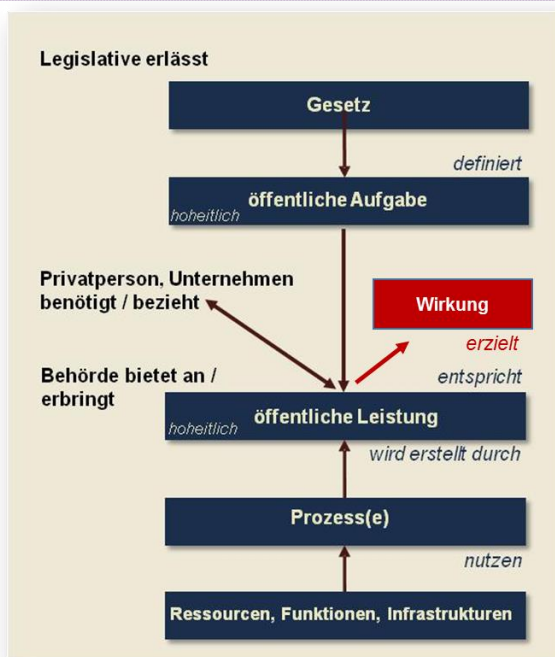 Legislative erlässt
Gesetz
definiert
öffentliche Aufgabe
hoheitlich
Privatperson, Unternehmen
benötigt / bezieht
Wirkung
erzielt
Behörde bietet an /
erbringt
entspricht
öffentliche Leistung
hoheitlich
wird erstellt durch
Prozess(e)
nutzen
Ressourcen, Funktionen, Infrastrukturen